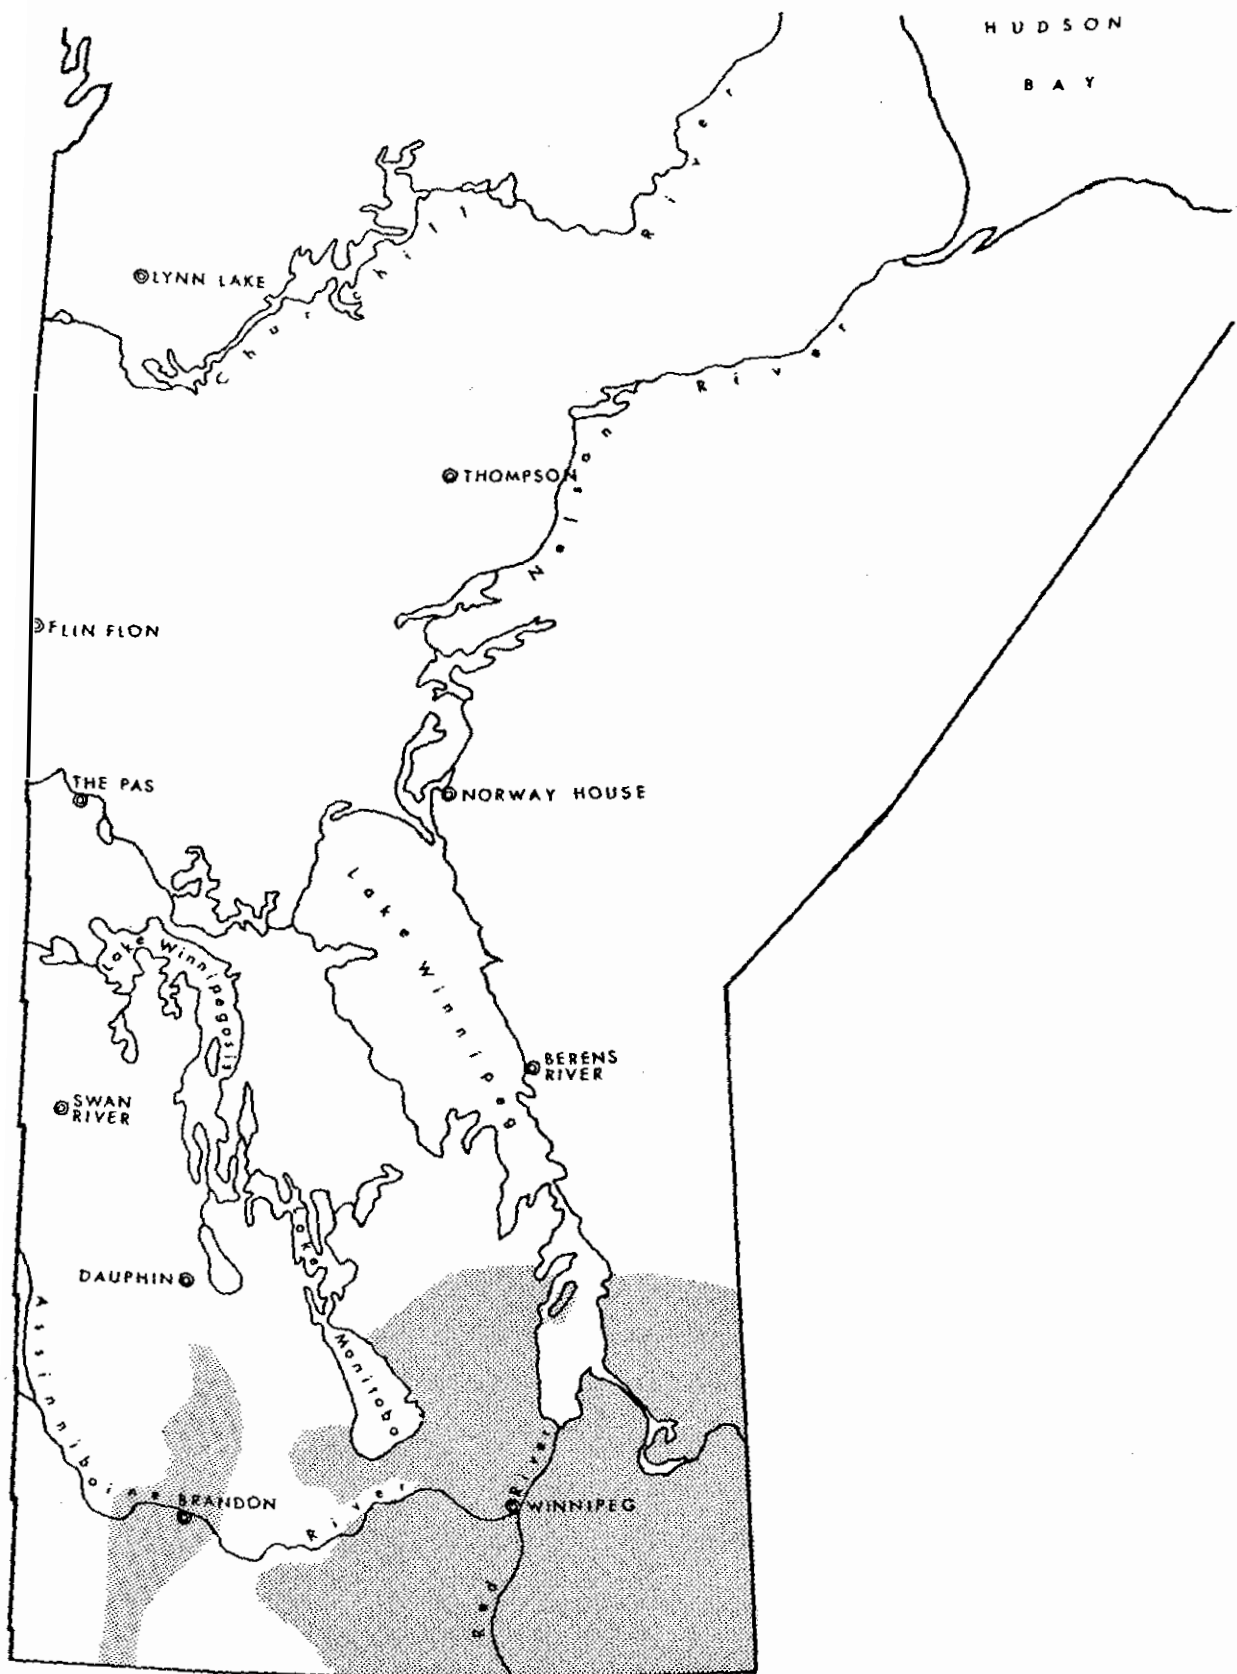 HUDSON
BAY
Churchill River
LYNN LAKE
Nelson River
THOMPSON
FLIN FLON
THE PAS
NORWAY HOUSE
Lake Winnipeg
Lake Winnipegosis
BERENS
RIVER
SWAN
RIVER
DAUPHIN
Lake Manitoba
Assinniboine River
BRANDON
WINNIPEG
Red River